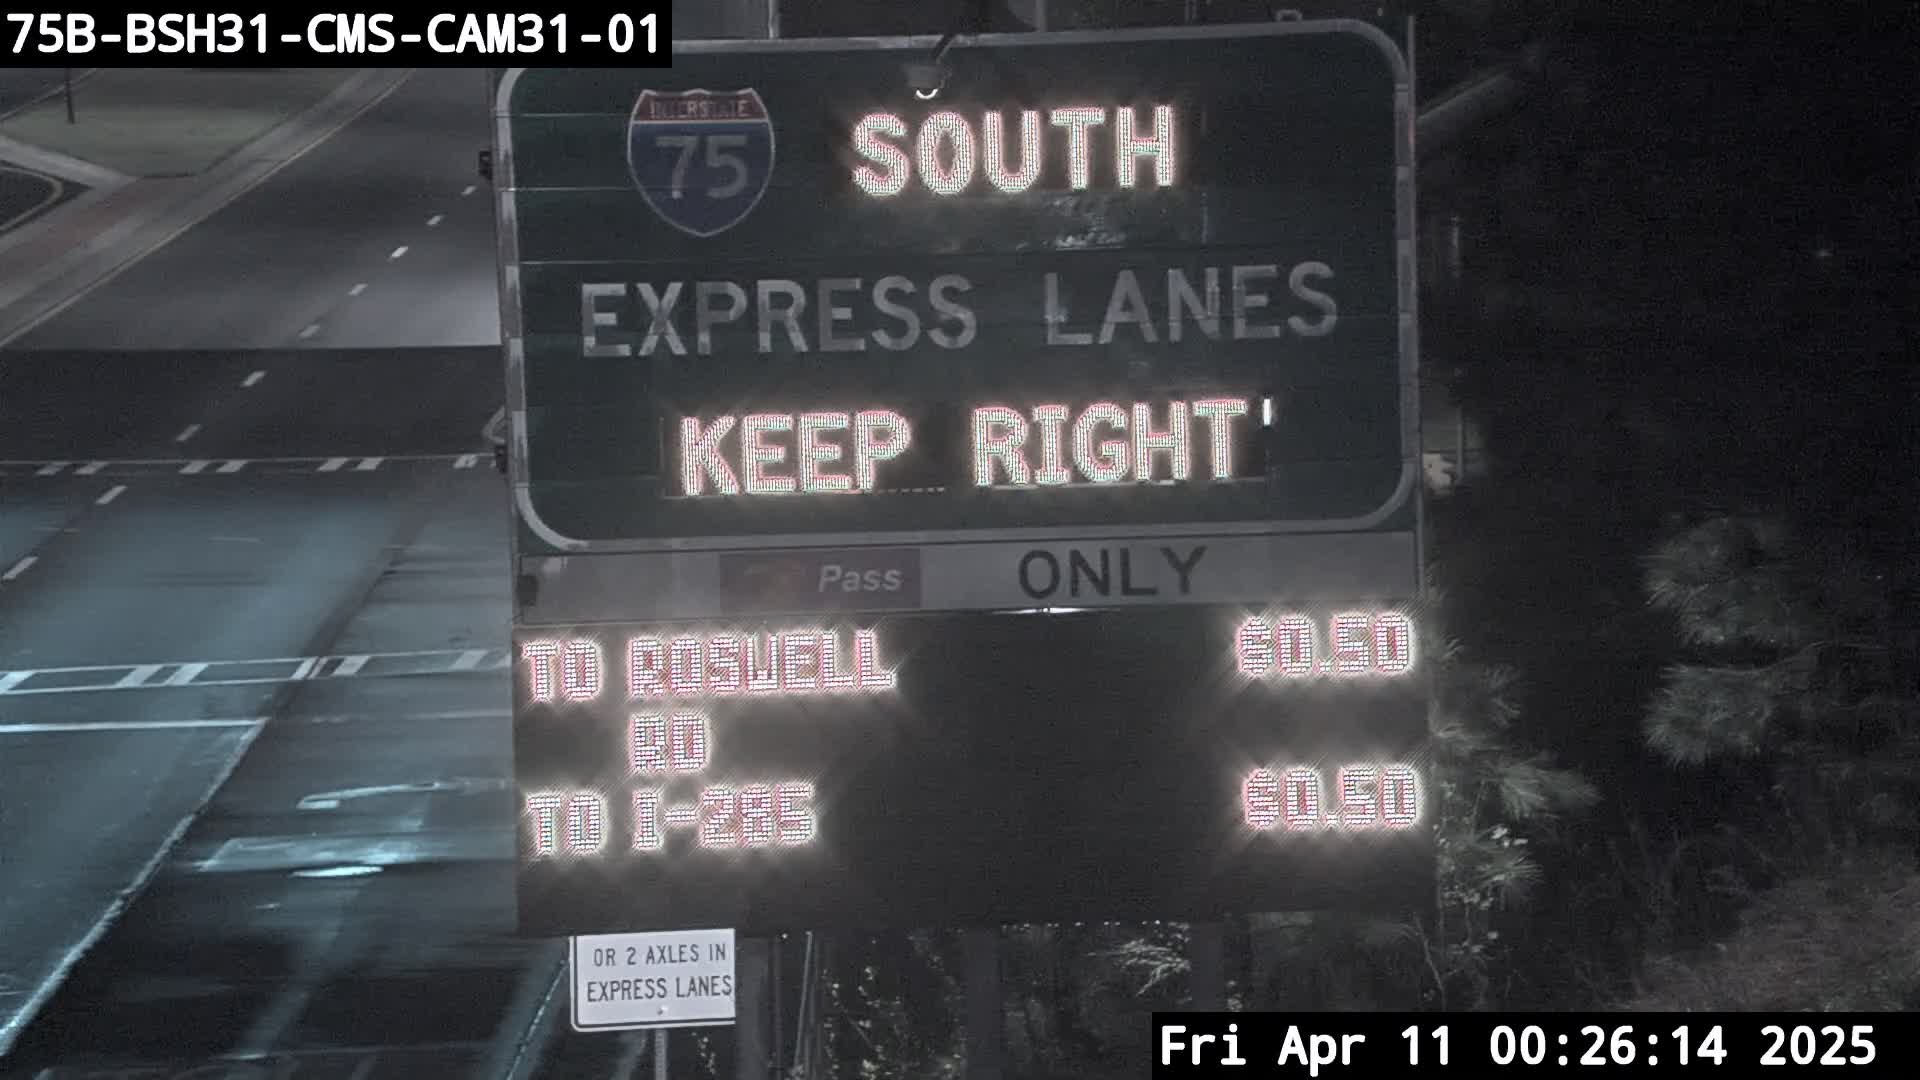 75B-BSH31-CMS-CAM31-01
INTERSTATE
75
SOUTH
EXPRESS LANES
KEEP RIGHT
Pass ONLY
TO ROSWELL $0.50
RD
TO I-285 $0.50
OR 2 AXLES IN
EXPRESS LANES
Fri Apr 11 00:26:14 2025